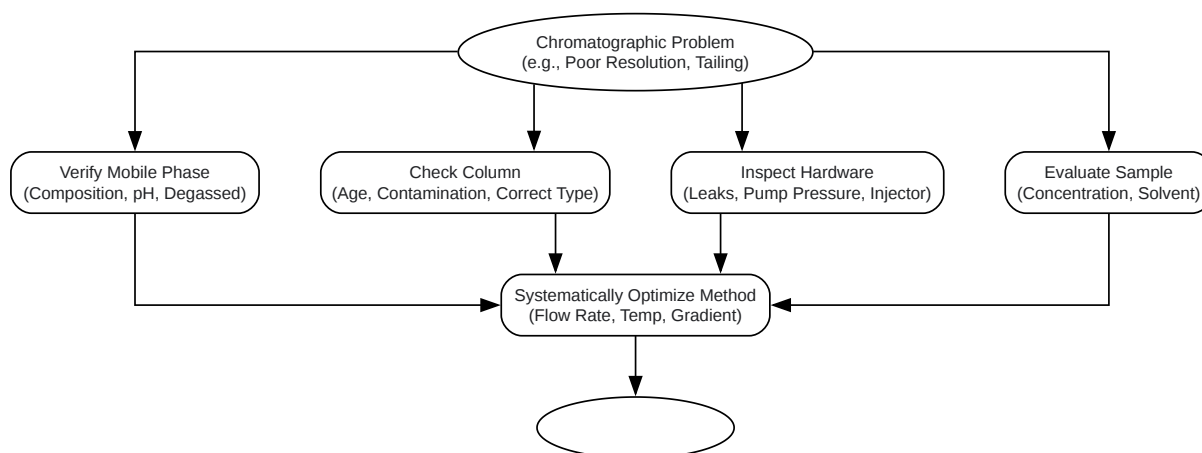 Chromatographic Problem
(e.g., Poor Resolution, Tailing)
Verify Mobile Phase
(Composition, pH, Degassed)
Check Column
(Age, Contamination, Correct Type)
Inspect Hardware
(Leaks, Pump Pressure, Injector)
Evaluate Sample
(Concentration, Solvent)
Systematically Optimize Method
(Flow Rate, Temp, Gradient)